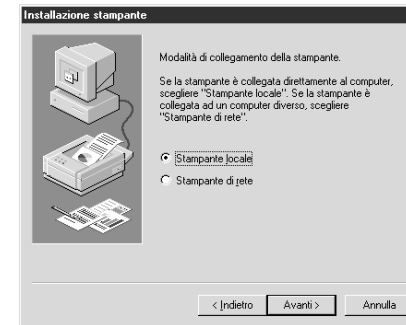 Installazione stampante
Modalità di collegamento della stampante.
Se la stampante è collegata direttamente al computer,
scegliere "Stampante locale". Se la stampante è
collegata ad un computer diverso, scegliere
"Stampante di rete".
Stampante locale
Stampante di rete
< Indietro Avanti > Annulla